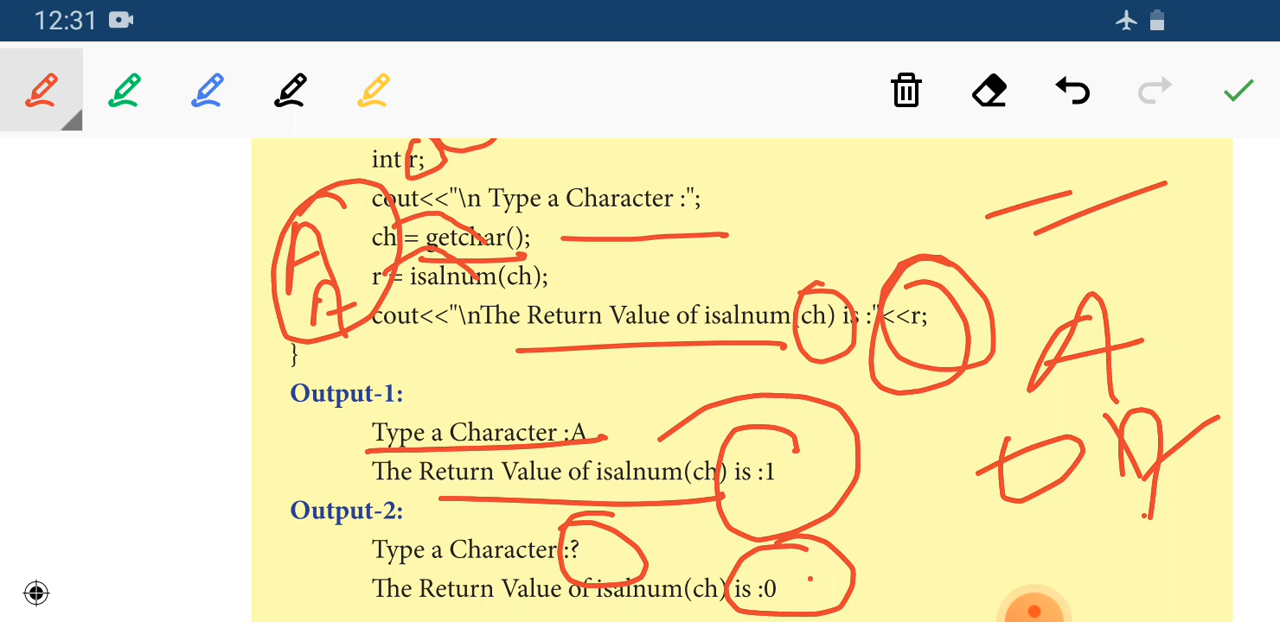 12:31
int r;
cout<<"\n Type a Character :";
ch = getchar();
r = isalnum(ch);
cout<<"\nThe Return Value of isalnum(ch) is :"<<r;
}
Output-1:
Type a Character :A
The Return Value of isalnum(ch) is :1
Output-2:
Type a Character :?
The Return Value of isalnum(ch) is :0
A
A
A